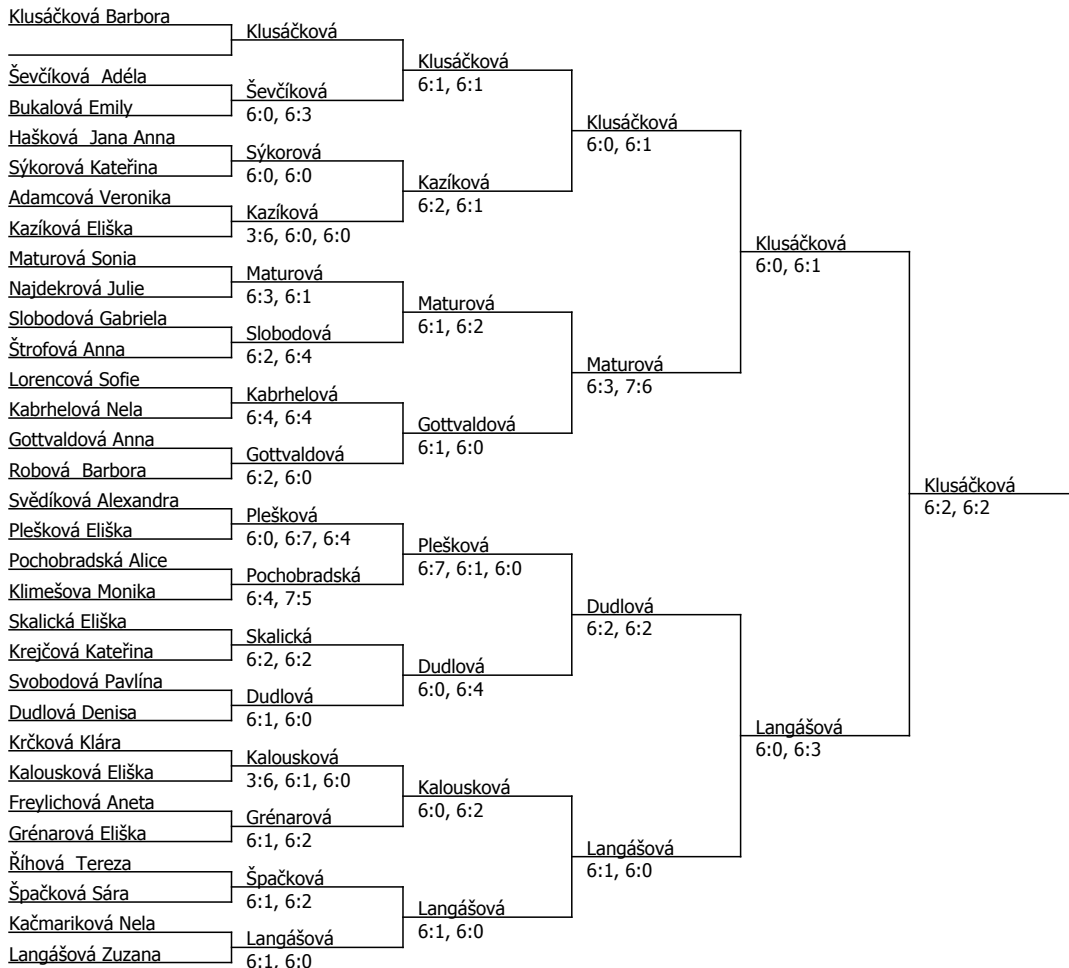 Klusáčková Barbora
Ševčíková  Adéla
Bukalová Emily
Hašková  Jana Anna
Sýkorová Kateřina
Adamcová Veronika
Kazíková Eliška
Maturová Sonia
Najdekrová Julie
Slobodová Gabriela
Štrofová Anna
Lorencová Sofie
Kabrhelová Nela
Gottvaldová Anna
Robová  Barbora
Svědíková Alexandra
Plešková Eliška
Pochobradská Alice
Klimešova Monika
Skalická Eliška
Krejčová Kateřina
Svobodová Pavlína
Dudlová Denisa
Krčková Klára
Kalousková Eliška
Freylichová Aneta
Grénarová Eliška
Říhová  Tereza
Špačková Sára
Kačmariková Nela
Langášová Zuzana
Klusáčková
Ševčíková
6:0, 6:3
Sýkorová
6:0, 6:0
Kazíková
3:6, 6:0, 6:0
Maturová
6:3, 6:1
Slobodová
6:2, 6:4
Kabrhelová
6:4, 6:4
Gottvaldová
6:2, 6:0
Plešková
6:0, 6:7, 6:4
Pochobradská
6:4, 7:5
Skalická
6:2, 6:2
Dudlová
6:1, 6:0
Kalousková
3:6, 6:1, 6:0
Grénarová
6:1, 6:2
Špačková
6:1, 6:2
Langášová
6:1, 6:0
Klusáčková
6:1, 6:1
Kazíková
6:2, 6:1
Maturová
6:1, 6:2
Gottvaldová
6:1, 6:0
Plešková
6:7, 6:1, 6:0
Dudlová
6:0, 6:4
Kalousková
6:0, 6:2
Langášová
6:1, 6:0
Klusáčková
6:0, 6:1
Maturová
6:3, 7:6
Dudlová
6:2, 6:2
Langášová
6:1, 6:0
Klusáčková
6:0, 6:1
Langášová
6:0, 6:3
Klusáčková
6:2, 6:2